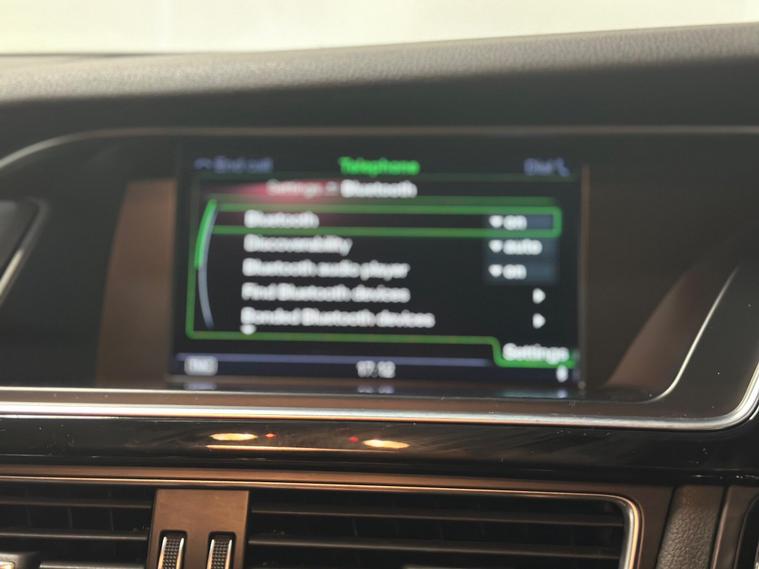 End call Telephone Dial
Settings Bluetooth
Bluetooth on
Discoverability auto
Bluetooth audio player on
Find Bluetooth devices
Bonded Bluetooth devices
Settings
17:12